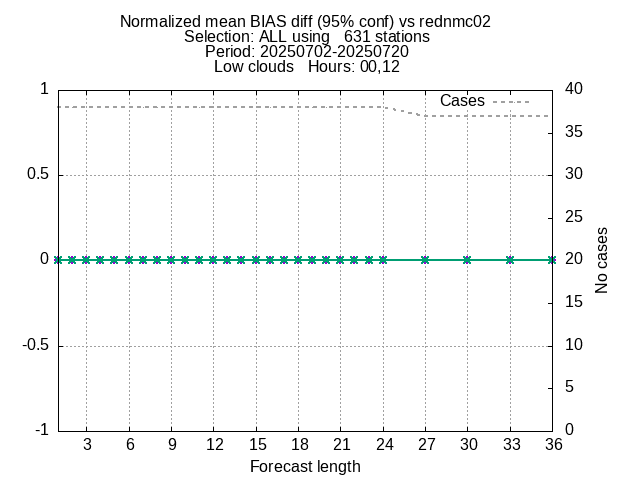 Normalized mean BIAS diff (95% conf) vs rednmc02
Selection: ALL using   631 stations
Period: 20250702-20250720
Low clouds   Hours: 00,12
1
0.5
0
-0.5
-1
40
35
30
25
20
15
10
5
0
Cases
No cases
3 6 9 12 15 18 21 24 27 30 33 36
Forecast length